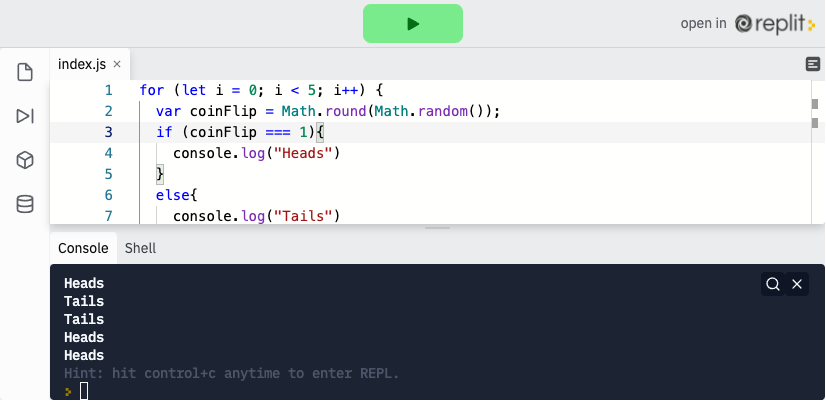 open in replit
index.js ×
1 for (let i = 0; i < 5; i++) {
2 var coinFlip = Math.round(Math.random());
3 if (coinFlip === 1){
4 console.log("Heads")
5 }
6 else{
7 console.log("Tails")
Console Shell
Heads
Tails
Tails
Heads
Heads
Hint: hit control+c anytime to enter REPL.
>